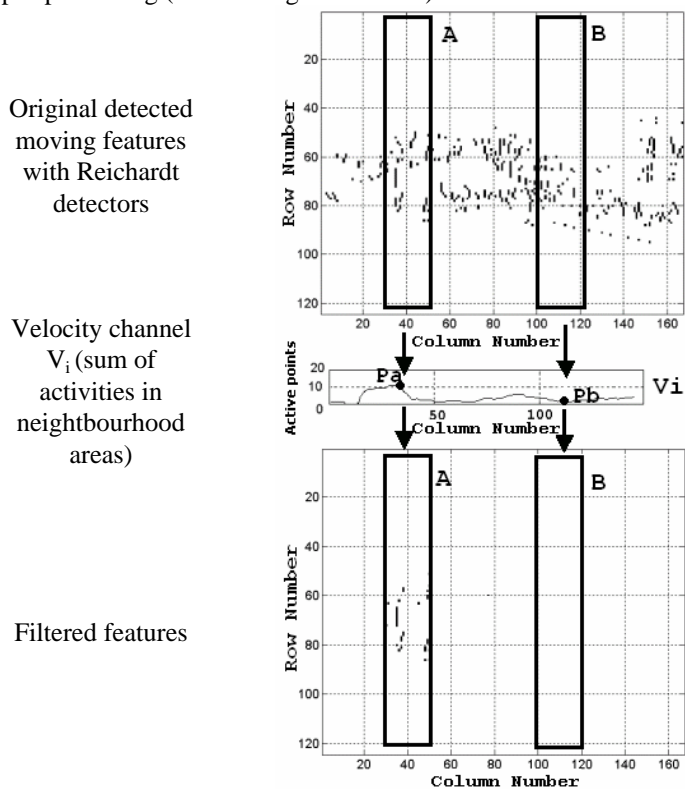 Original detected
moving features
with Reichardt
detectors
A
B
20
40
60
80
100
120
Row Number
20 40 60 80 100 120 140 160
Column Number
Velocity channel
Vi (sum of
activities in
neighbourhood
areas)
20
10
0
Active points
Pa
Pb
Vi
50 100
Column Number
Filtered features
A
B
20
40
60
80
100
120
Row Number
20 40 60 80 100 120 140 160
Column Number